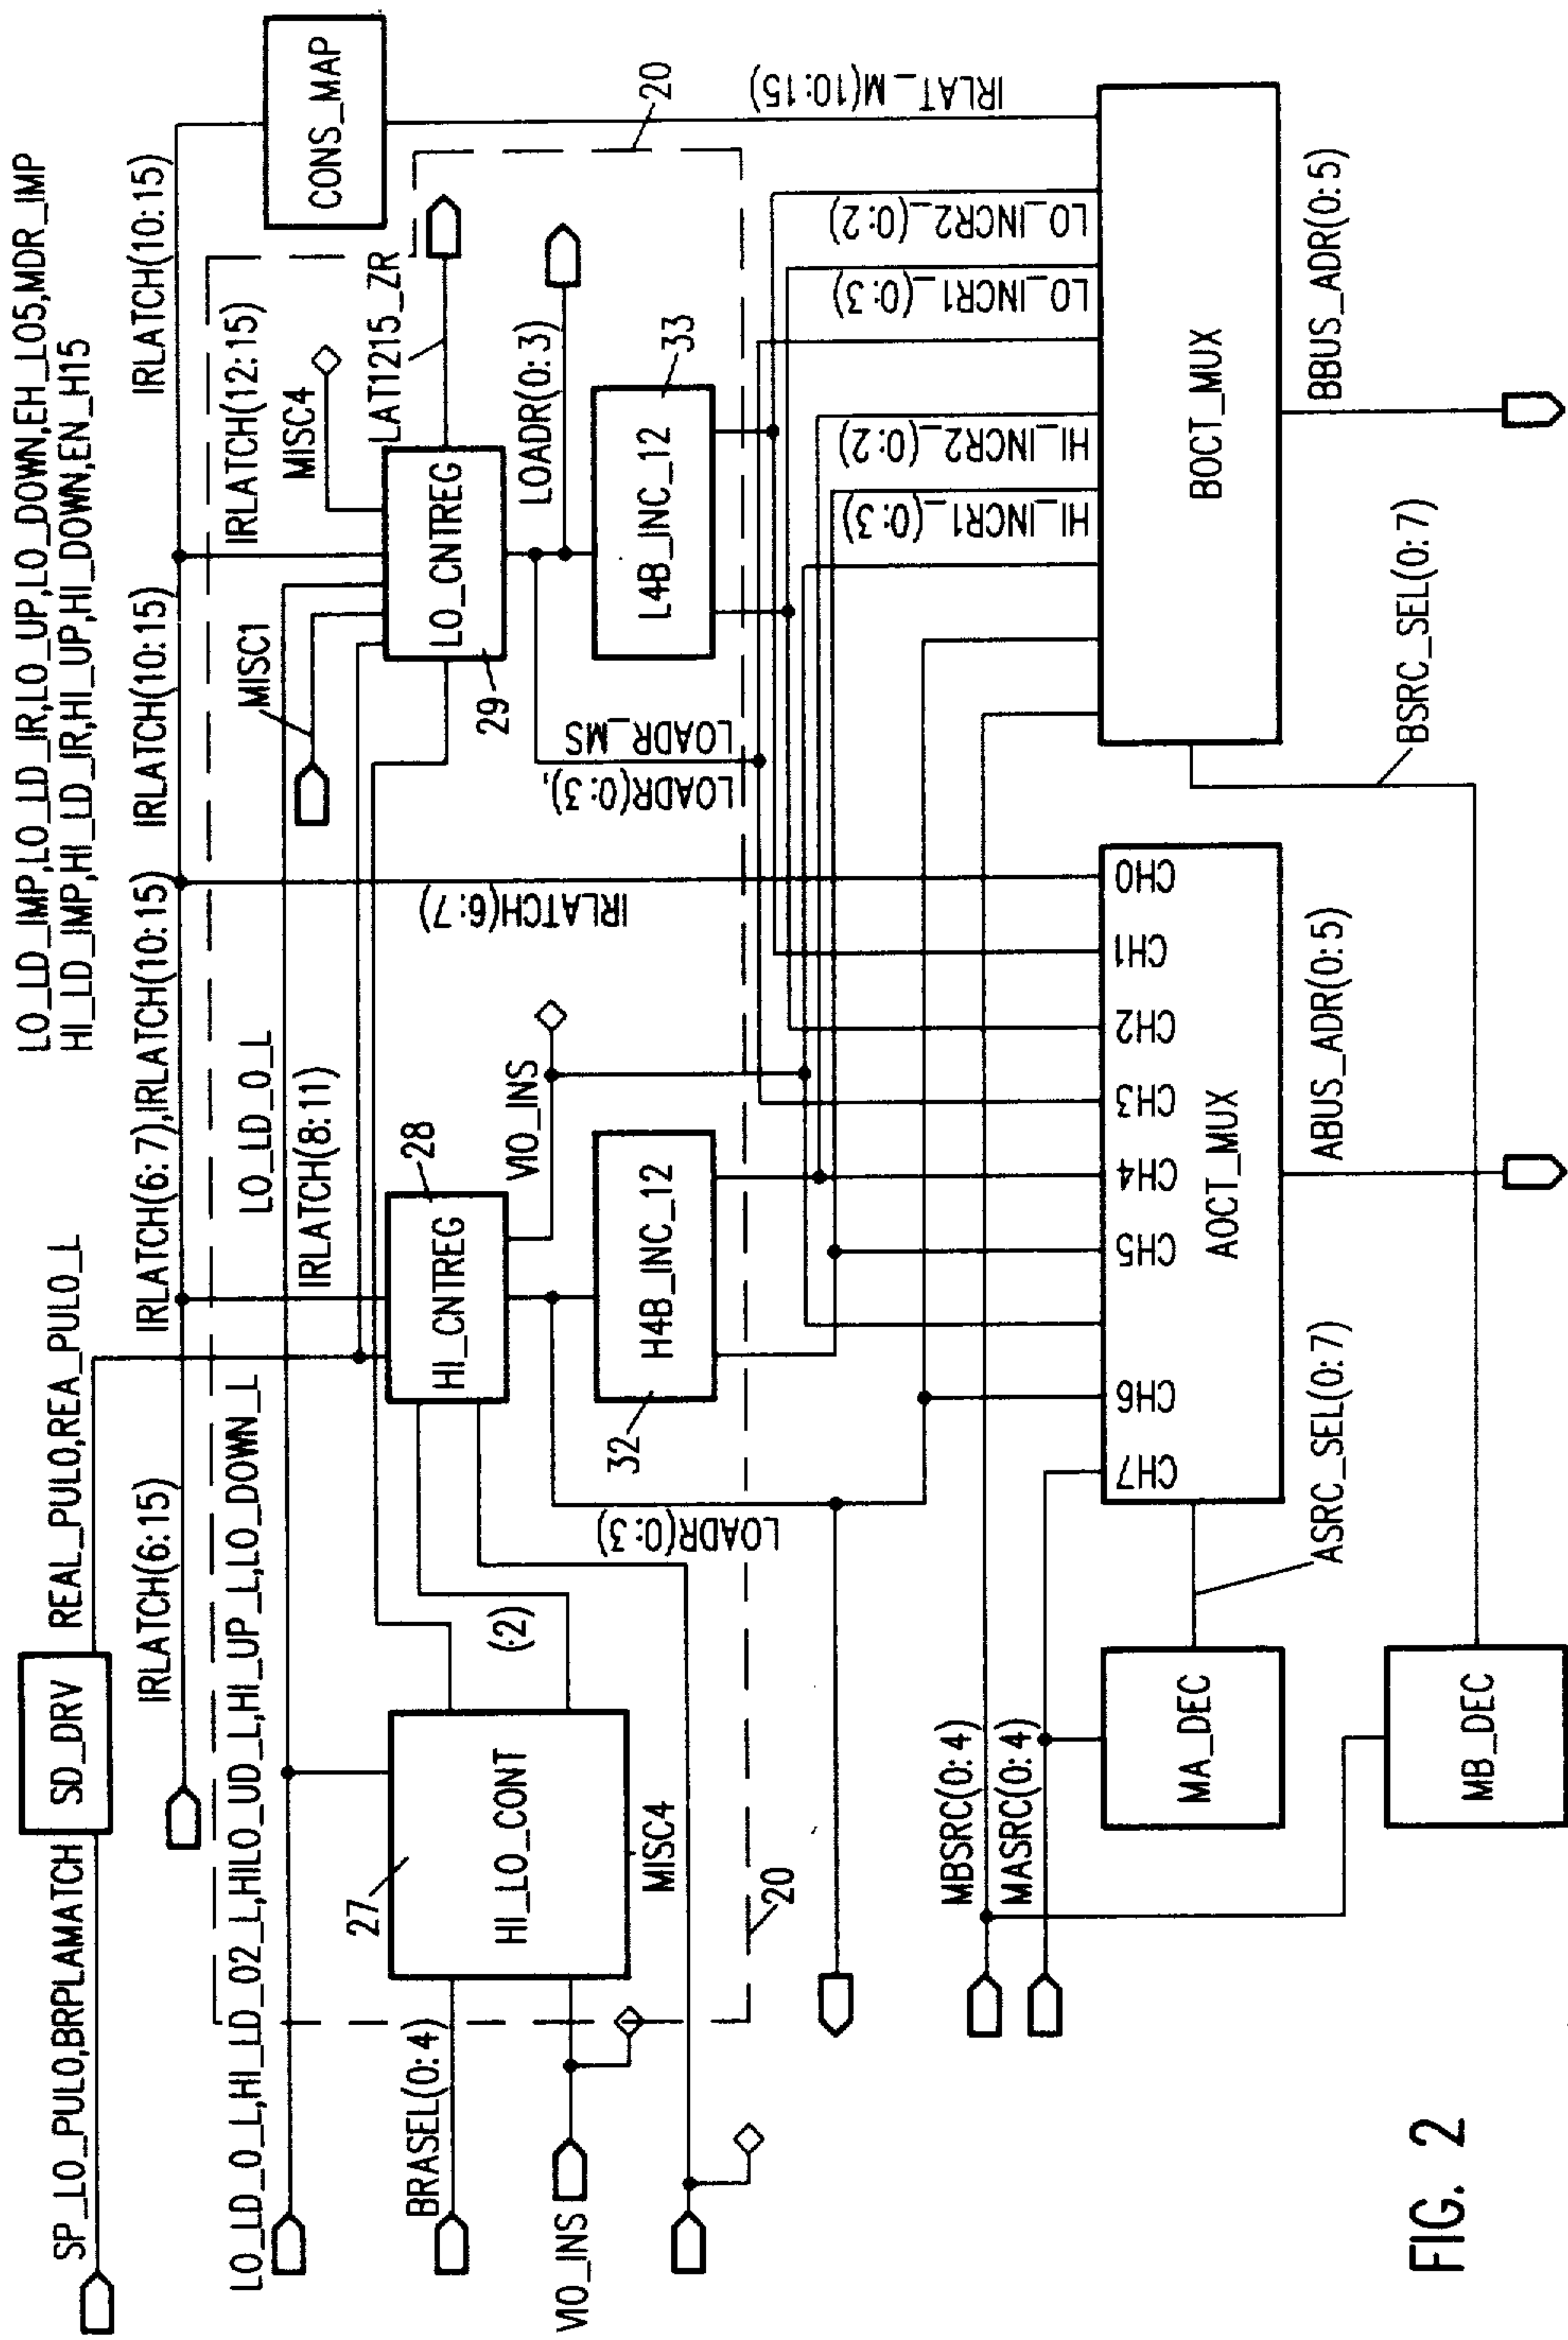 LO_LD_IMP,LO_LD_IR,LO_UP,LO_DOWN,EH_LO5,MDR_IMP
HI_LD_IMP,HI_LD_IR,HI_UP,HI_DOWN,EN_H15
SP_LO_PULO,BRPLAMATCH
SD_DRV
REAL_PULO,REA_PULO_L
IRLATCH(6:15)
IRLATCH(6:7),IRLATCH(10:15)
IRLATCH(10:15)
IRLATCH(10:15)
CONS_MAP
LO_LD_O_L,HI_LD_O2_L,HILO_UD_L,HI_UP_L,LO_DOWN_L
LO_LD_O_L
IRLATCH(8:11)
MISC1
IRLATCH(12:15)
MISC4
LAT1215_ZR
20
27
HI_LO_CONT
BRASEL(0:4)
VIO_INS
MISC4
(·2)
28
HI_CNTREG
VIO_INS
29
LO_CNTREG
LOADR(0:3)
IRLATCH(6:7)
32
H4B_INC_12
33
L4B_INC_12
LOADR(0:3)
LOADR(0:3),
LOADR_MS
20
HI_INCR1_(0:3)
HI_INCR2_(0:2)
LO_INCR1_(0:3)
LO_INCR2_(0:2)
IRLAT_M(10:15)
MBSRC(0:4)
MASRC(0:4)
MA_DEC
MB_DEC
ASRC_SEL(0:7)
CH7
CH6
CH5
CH4
CH3
CH2
CH1
CH0
AOCT_MUX
ABUS_ADR(0:5)
BSRC_SEL(0:7)
BOCT_MUX
BBUS_ADR(0:5)
FIG. 2